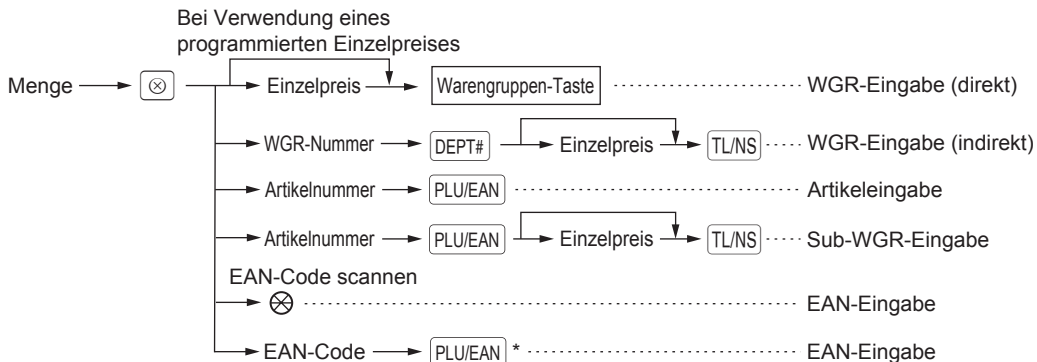 Bei Verwendung eines
programmierten Einzelpreises
Menge ⊗ Einzelpreis Warengruppen-Taste WGR-Eingabe (direkt)
WGR-Nummer DEPT# Einzelpreis TL/NS WGR-Eingabe (indirekt)
Artikelnummer PLU/EAN Artikeleingabe
Artikelnummer PLU/EAN Einzelpreis TL/NS Sub-WGR-Eingabe
EAN-Code scannen
EAN-Eingabe
EAN-Code PLU/EAN * EAN-Eingabe